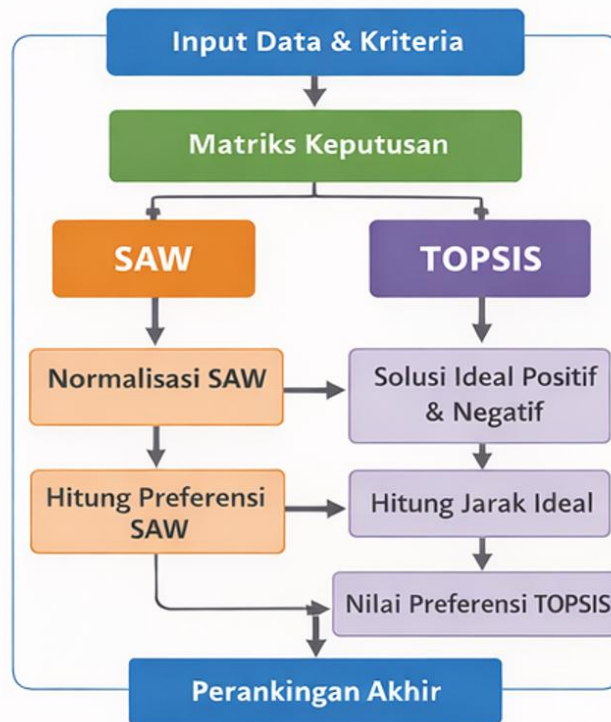 Input Data & Kriteria
Matriks Keputusan
SAW
TOPSIS
Normalisasi SAW
Solusi Ideal Positif
& Negatif
Hitung Preferensi
SAW
Hitung Jarak Ideal
Nilai Preferensi TOPSIS
Perankingan Akhir